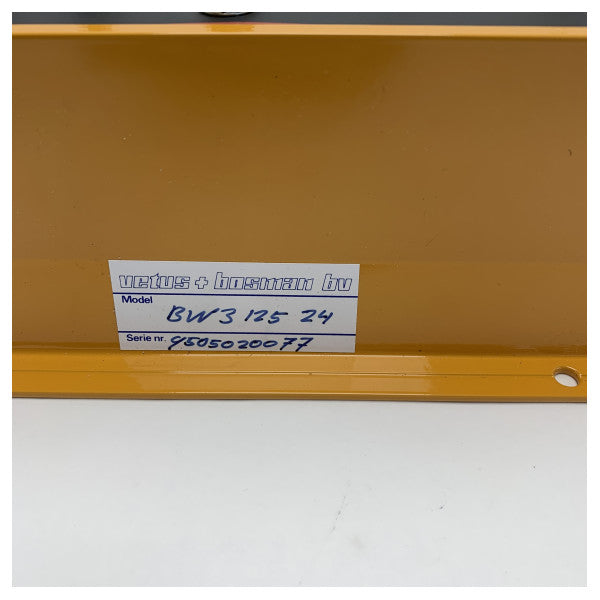 vetus + bosman bv
Model
BW3 125 24
Serie nr. 9505020077